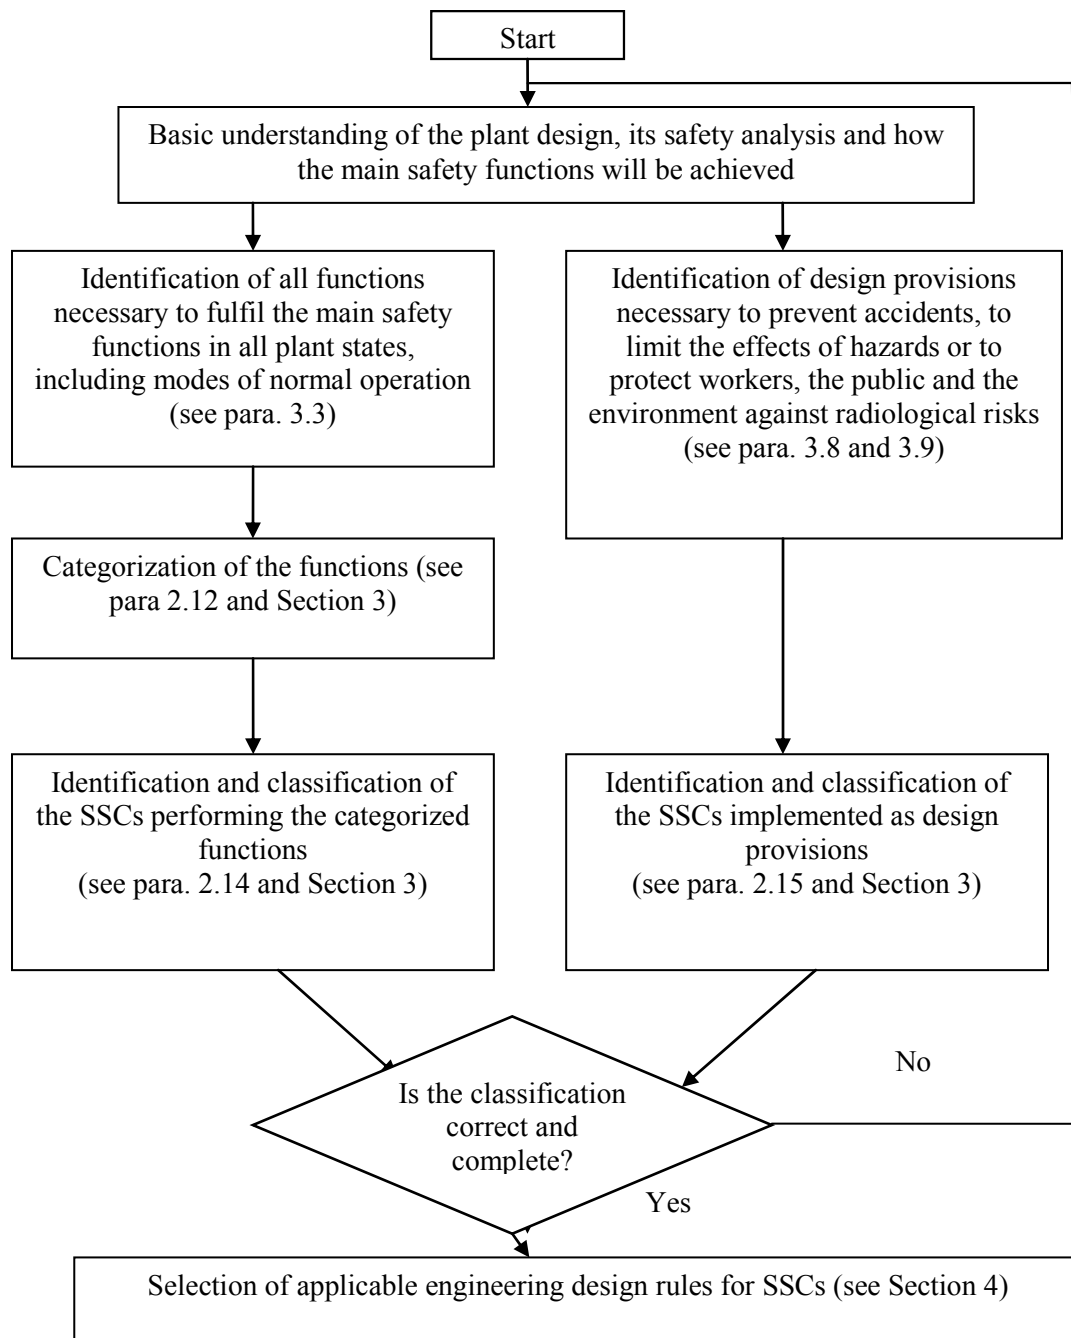 Start
Basic understanding of the plant design, its safety analysis and how
the main safety functions will be achieved
Identification of all functions
necessary to fulfil the main safety
functions in all plant states,
including modes of normal operation
(see para. 3.3)
Identification of design provisions
necessary to prevent accidents, to
limit the effects of hazards or to
protect workers, the public and the
environment against radiological risks
(see para. 3.8 and 3.9)
Categorization of the functions (see
para 2.12 and Section 3)
Identification and classification of
the SSCs performing the categorized
functions
(see para. 2.14 and Section 3)
Identification and classification of
the SSCs implemented as design
provisions
(see para. 2.15 and Section 3)
No
Is the classification
correct and
complete?
Yes
Selection of applicable engineering design rules for SSCs (see Section 4)